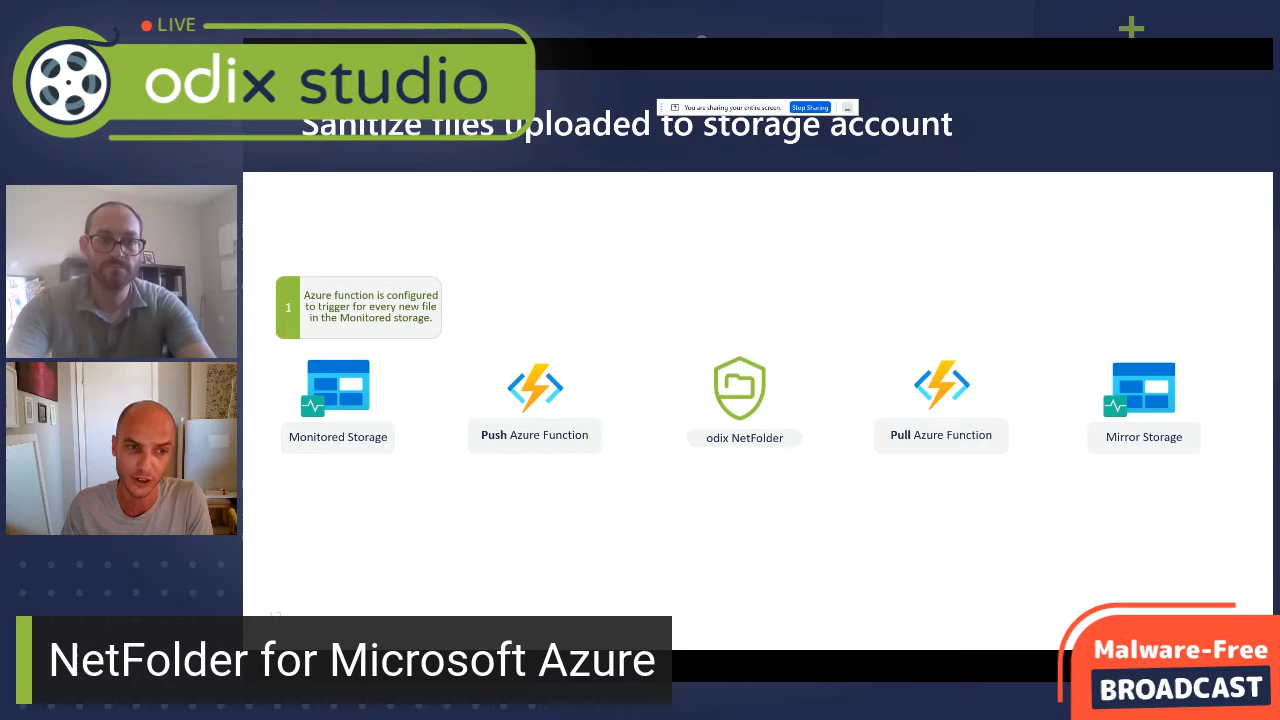 LIVE
odix studio
You are sharing your entire screen.
Stop Sharing
Sanitize files uploaded to storage account
1
Azure function is configured
to trigger for every new file
in the Monitored storage.
Monitored Storage
Push Azure Function
odix NetFolder
Pull Azure Function
Mirror Storage
NetFolder for Microsoft Azure
Malware-Free
BROADCAST